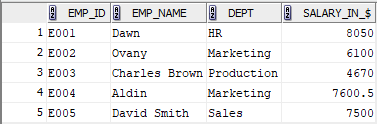 EMP_ID EMP_NAME DEPT SALARY_IN_$
1 E001 Dawn HR 8050
2 E002 Ovany Marketing 6100
3 E003 Charles Brown Production 4670
4 E004 Aldin Marketing 7600.5
5 E005 David Smith Sales 7500